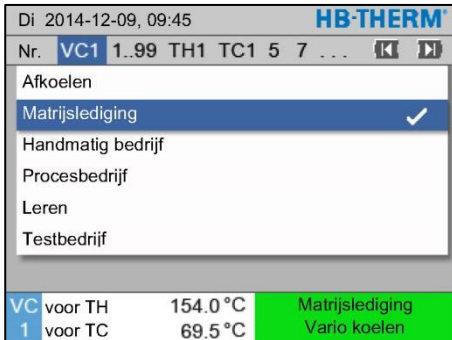 Di 2014-12-09, 09:45 HB-THERM®
Nr. VC1 1..99 TH1 TC1 5 7 ...
Afkoelen
Matrijslediging
Handmatig bedrijf
Procesbedrijf
Leren
Testbedrijf
VC voor TH 154.0 °C Matrijslediging
1 voor TC 69.5 °C Vario koelen